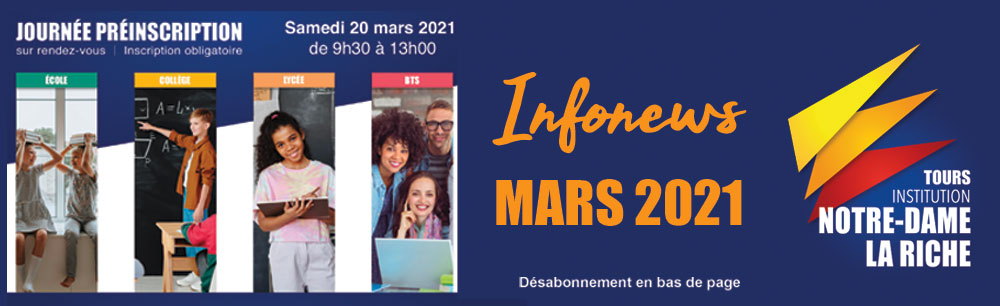 JOURNÉE PRÉINSCRIPTION
sur rendez-vous | Inscription obligatoire
Samedi 20 mars 2021
de 9h30 à 13h00
ÉCOLE
COLLÈGE
LYCÉE
BTS
A=L
A=
Infonews
MARS 2021
Désabonnement en bas de page
TOURS
INSTITUTION
NOTRE-DAME
LA RICHE